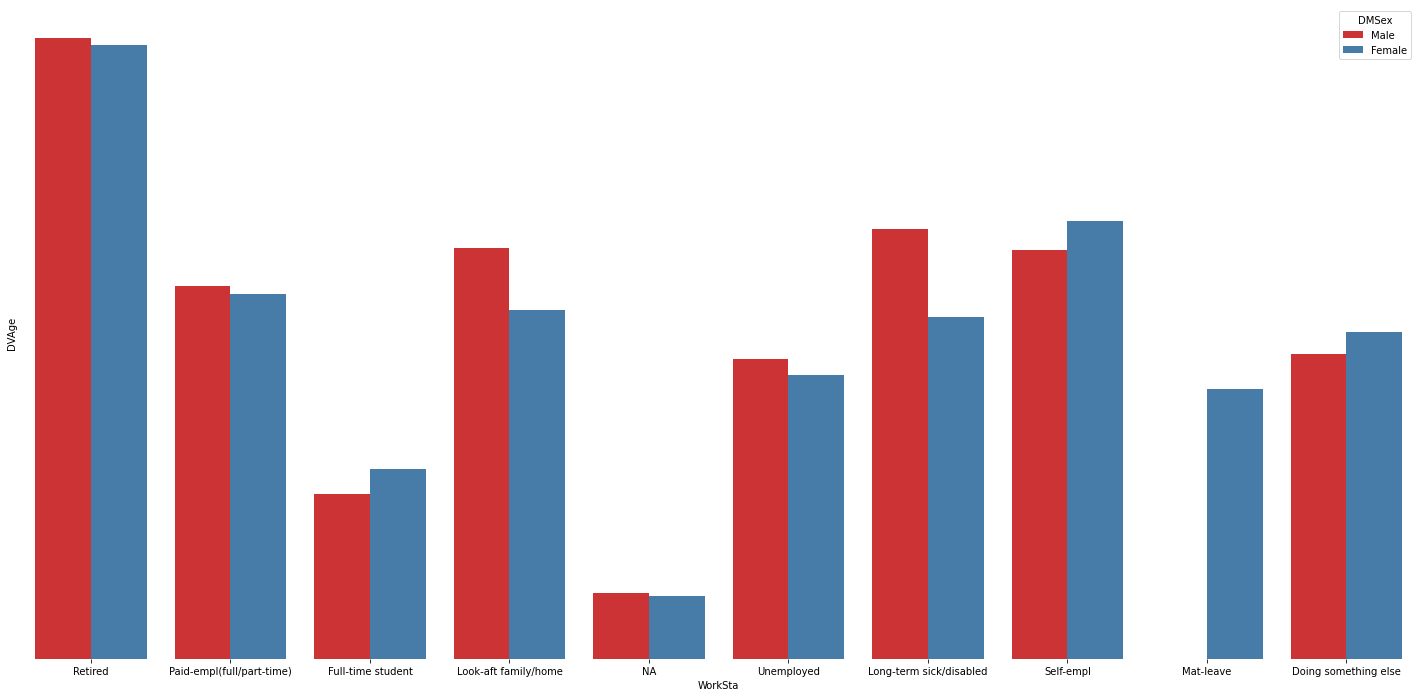 DMSex
Male
Female
DVAge
Retired
Paid-empl(full/part-time)
Full-time student
Look-aft family/home
NA
Unemployed
Long-term sick/disabled
Self-empl
Mat-leave
Doing something else
WorkSta